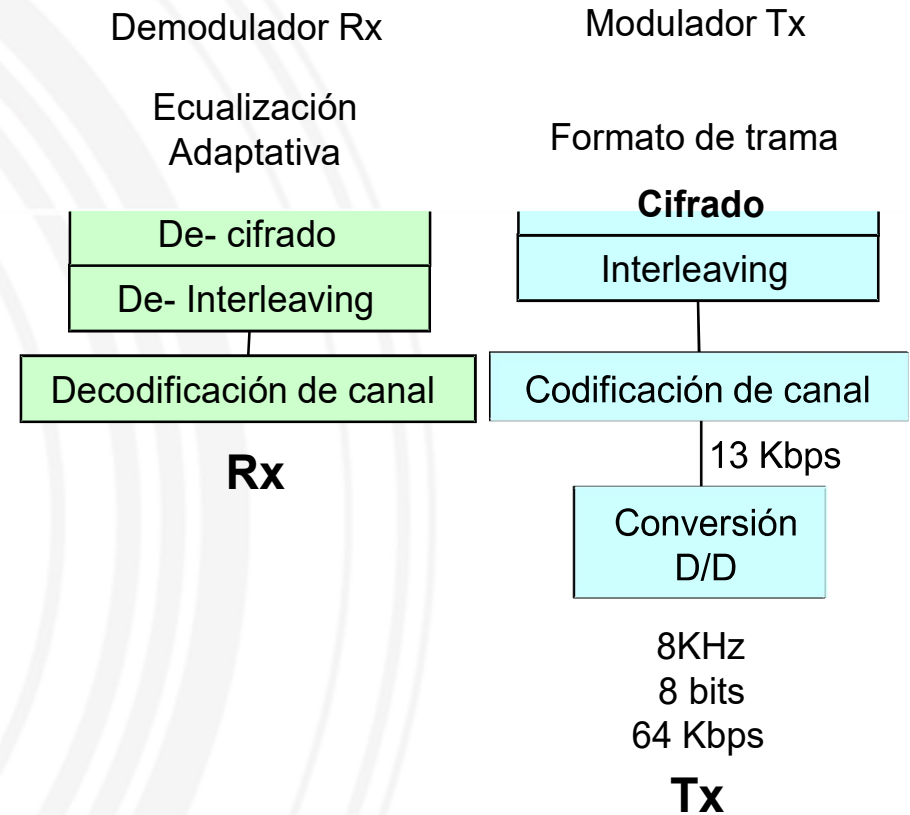 Demodulador Rx
Ecualización
Adaptativa
De- cifrado
De- Interleaving
Decodificación de canal
Rx
Modulador Tx
Formato de trama
Cifrado
Interleaving
Codificación de canal
13 Kbps
Conversión
D/D
8KHz
8 bits
64 Kbps
Tx